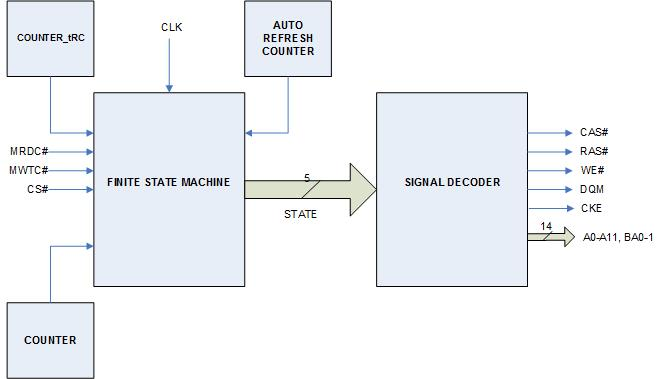 COUNTER_tRC
CLK
AUTO
REFRESH
COUNTER
MRDC#
MWTC#
CS#
FINITE STATE MACHINE
5
STATE
SIGNAL DECODER
CAS#
RAS#
WE#
DQM
CKE
14
A0-A11, BA0-1
COUNTER